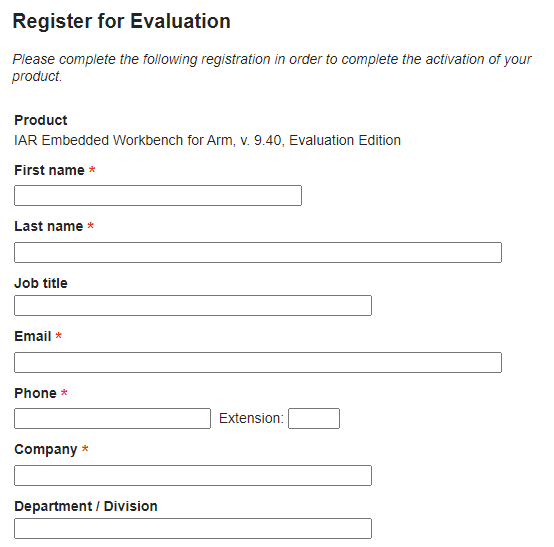 Register for Evaluation
Please complete the following registration in order to complete the activation of your
product.
Product
IAR Embedded Workbench for Arm, v. 9.40, Evaluation Edition
First name *
Last name *
Job title
Email *
Phone *
Extension:
Company *
Department / Division